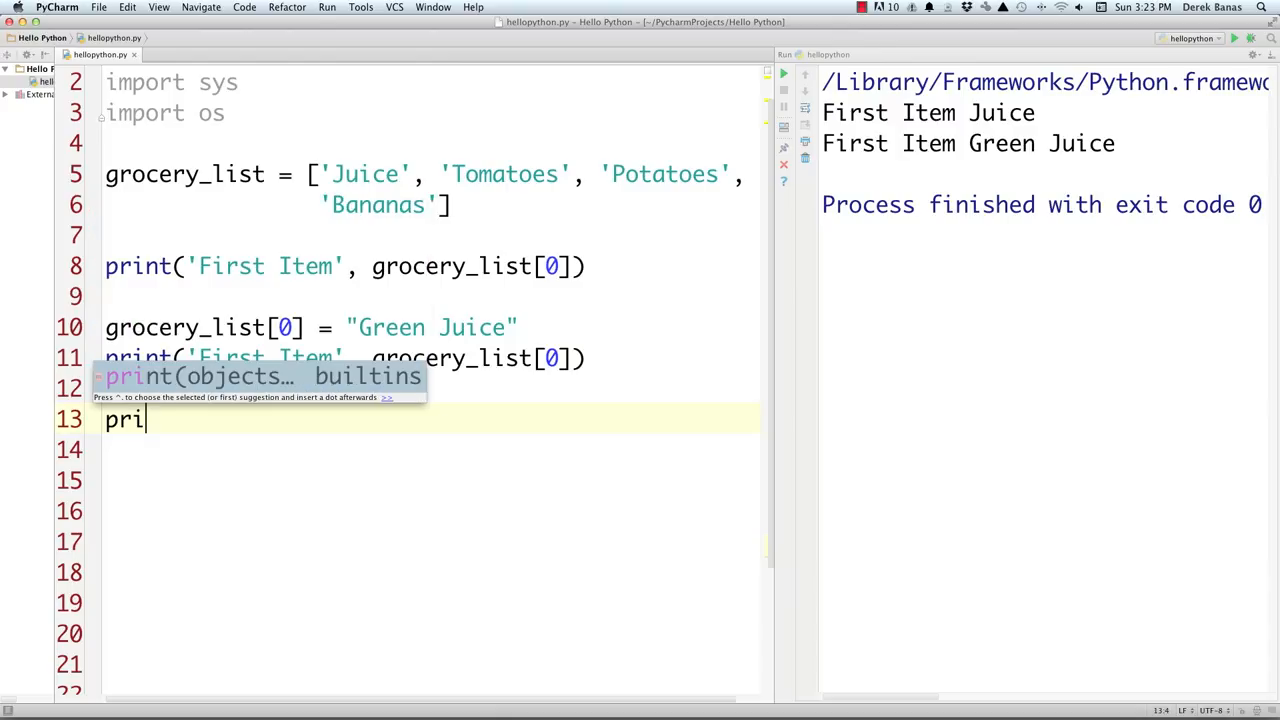 PyCharm File Edit View Navigate Code Refactor Run Tools VCS Window Help 10 Sun 3:23 PM Derek Banas
hellopython.py – Hello Python – [~/PycharmProjects/Hello Python]
Hello Python hellopython.py hellopython
hellopython.py
Run hellopython
Hello P
hello
Externa
2 import sys
3 import os
4
5 grocery_list = ['Juice', 'Tomatoes', 'Potatoes',
6 'Bananas']
7
8 print('First Item', grocery_list[0])
9
10 grocery_list[0] = "Green Juice"
11 print('First Item', grocery_list[0])
print(objects… builtins
12
Press ^. to choose the selected (or first) suggestion and insert a dot afterwards >>
13 pri
14
15
16
17
18
19
20
21
22
/Library/Frameworks/Python.framewo
First Item Juice
First Item Green Juice
Process finished with exit code 0
13:4 LF UTF-8